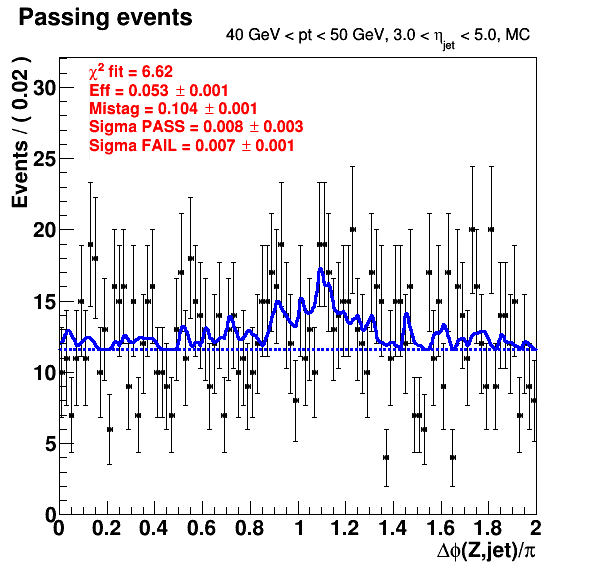 Passing events
40 GeV < pt < 50 GeV, 3.0 < ηjet < 5.0, MC
χ² fit = 6.62
Eff = 0.053 ± 0.001
Mistag = 0.104 ± 0.001
Sigma PASS = 0.008 ± 0.003
Sigma FAIL = 0.007 ± 0.001
Events / ( 0.02 )
30
25
20
15
10
5
0
0 0.2 0.4 0.6 0.8 1 1.2 1.4 1.6 1.8 2
Δϕ(Z,jet)/π